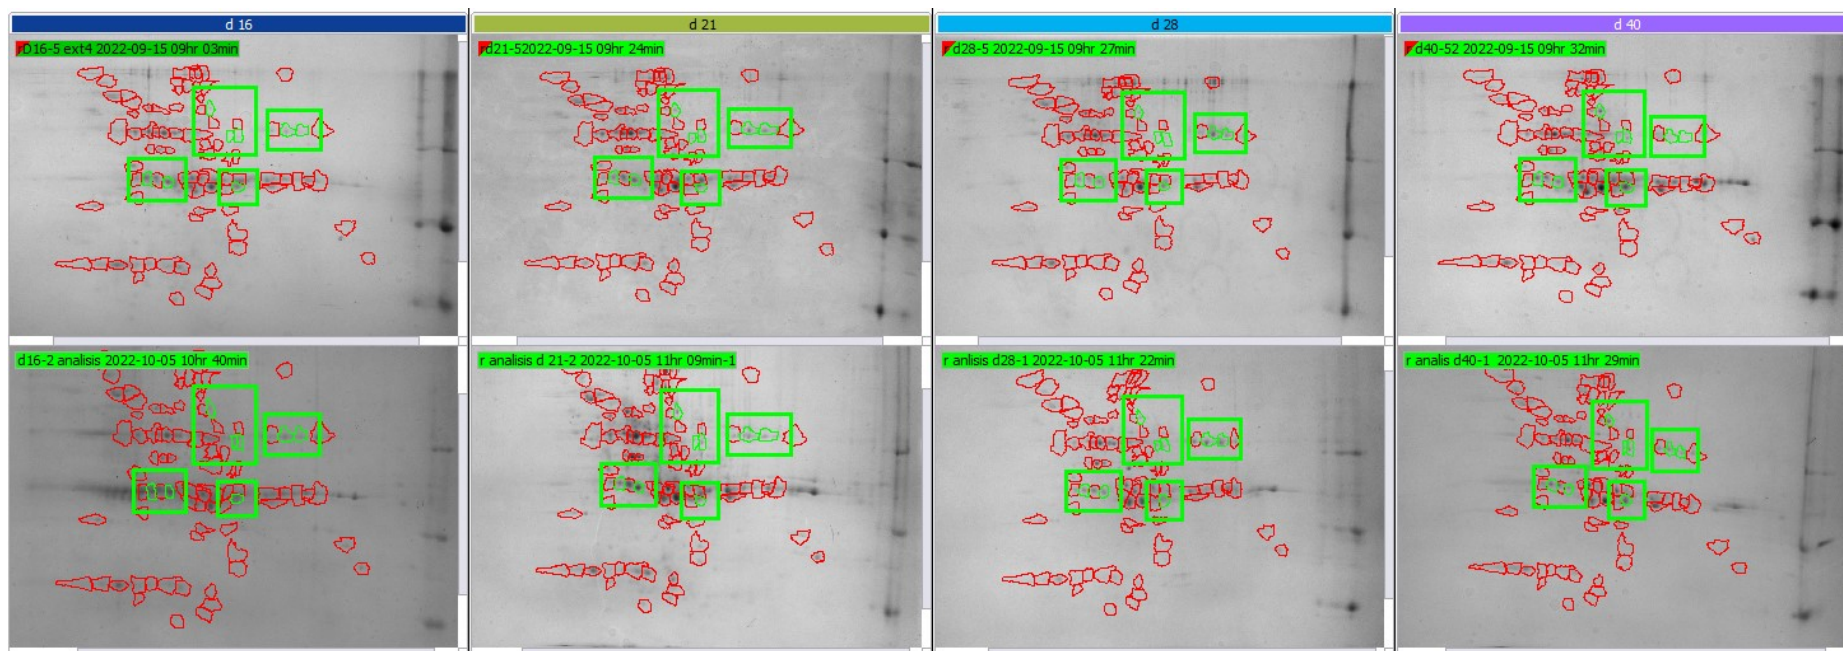 d 16
d 21
d 28
d 40
rD16-5 ext4 2022-09-15 09hr 03min
rd21-52022-09-15 09hr 24min
rd28-5 2022-09-15 09hr 27min
r d40-52 2022-09-15 09hr 32min
d16-2 analisis 2022-10-05 10hr 40min
r analisis d 21-2 2022-10-05 11hr 09min-1
r anlisis d28-1 2022-10-05 11hr 22min
r analis d40-1 2022-10-05 11hr 29min